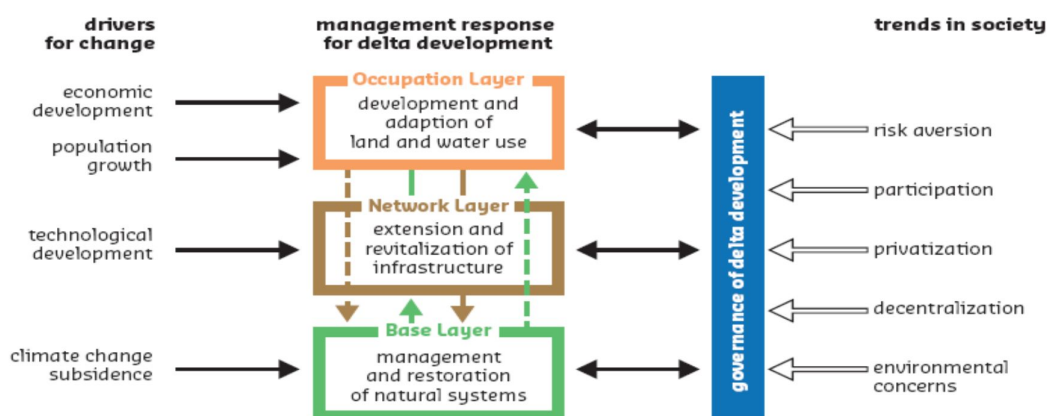 drivers
for change
management response
for delta development
trends in society
economic
development
population
growth
technological
development
climate change
subsidence
Occupation Layer
development and
adaption of
land and water use
Network Layer
extension and
revitalization of
infrastructure
Base Layer
management
and restoration
of natural systems
governance of delta development
risk aversion
participation
privatization
decentralization
environmental
concerns